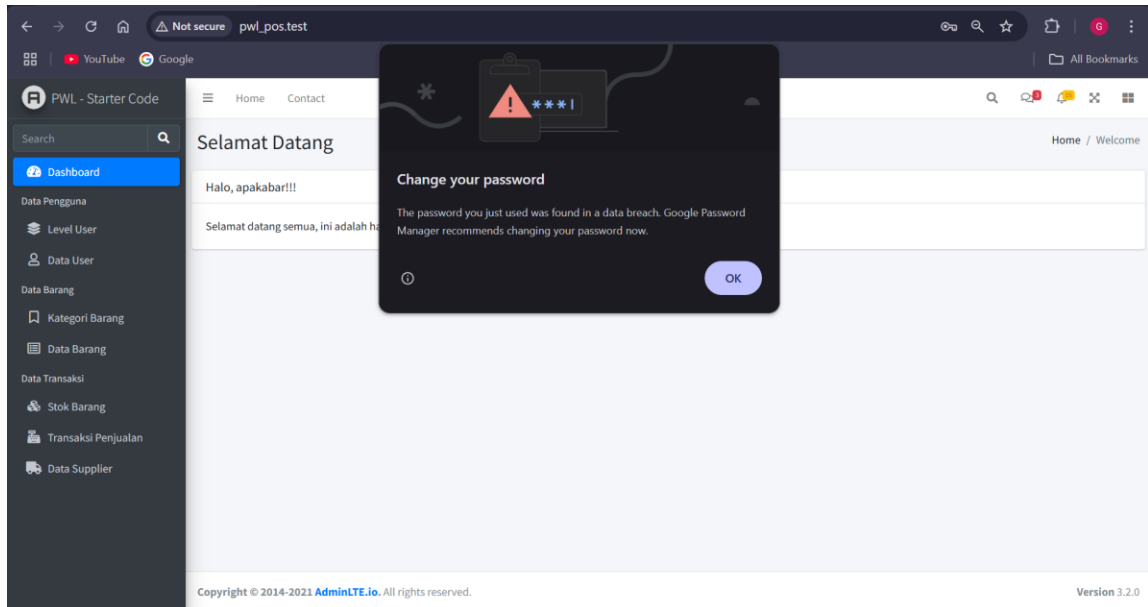 Not secure pwl_pos.test
G
YouTube
Google
All Bookmarks
PWL - Starter Code
Home Contact
Search
Selamat Datang
Home / Welcome
Dashboard
Halo, apakabar!!!
Data Pengguna
Selamat datang semua, ini adalah
Level User
Data User
Data Barang
Kategori Barang
Data Barang
Data Transaksi
Stok Barang
Transaksi Penjualan
Data Supplier
***
Change your password
The password you just used was found in a data breach. Google Password
Manager recommends changing your password now.
OK
Copyright © 2014-2021 AdminLTE.io. All rights reserved.
Version 3.2.0